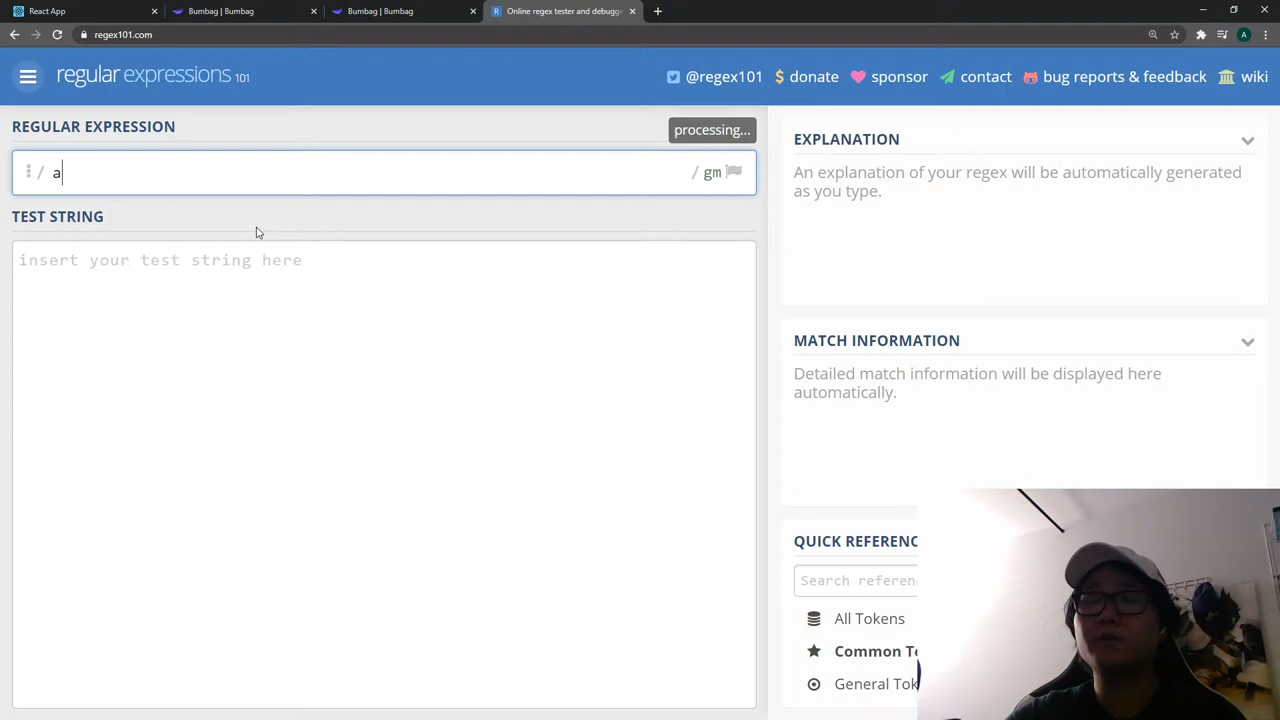 React App
Bumbag | Bumbag
Bumbag | Bumbag
Online regex tester and debugge
regex101.com
A
regular expressions 101
@regex101
$ donate
sponsor
contact
bug reports & feedback
wiki
REGULAR EXPRESSION
processing...
/ a
/ gm
TEST STRING
insert your test string here
EXPLANATION
An explanation of your regex will be automatically generated
as you type.
MATCH INFORMATION
Detailed match information will be displayed here
automatically.
QUICK REFERENC
Search referen
All Tokens
Common To
General Tok